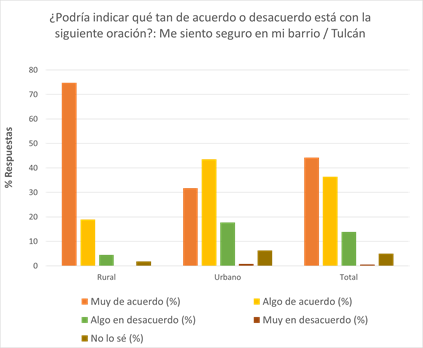 ¿Podría indicar qué tan de acuerdo o desacuerdo está con la
siguiente oración?: Me siento seguro en mi barrio / Tulcán
% Respuestas
80
70
60
50
40
30
20
10
0
Rural Urbano Total
Muy de acuerdo (%) Algo de acuerdo (%)
Algo en desacuerdo (%) Muy en desacuerdo (%)
No lo sé (%)